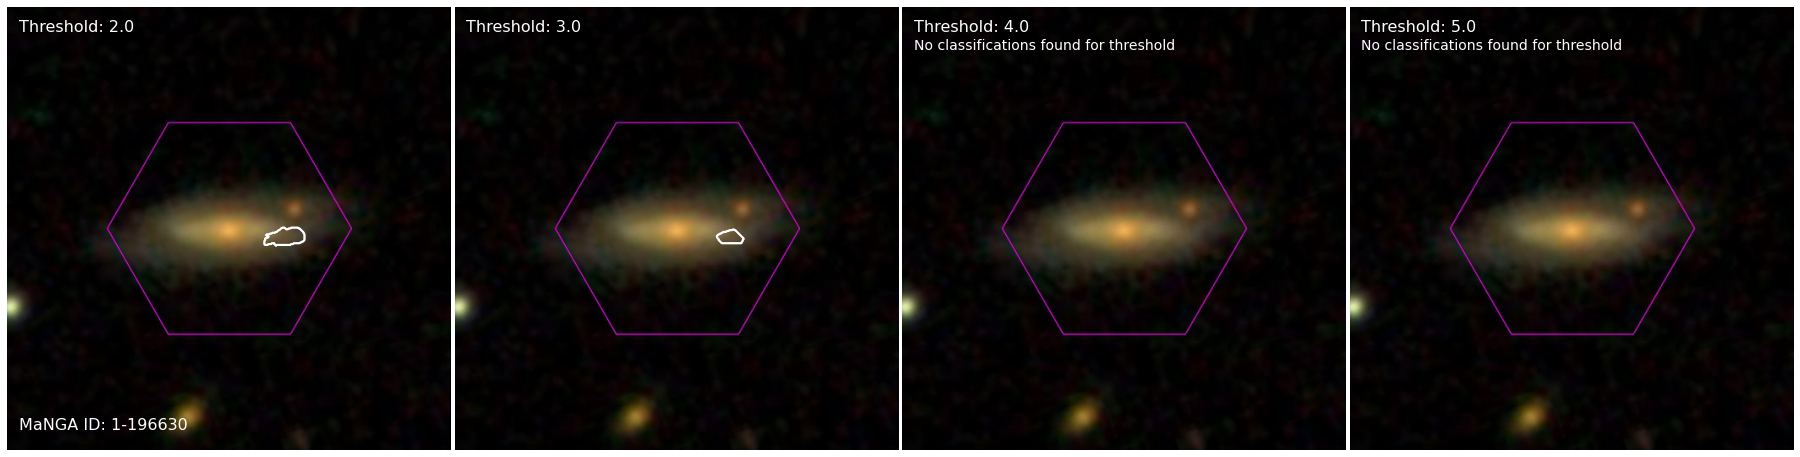 Threshold: 2.0
MaNGA ID: 1-196630
Threshold: 3.0
Threshold: 4.0
No classifications found for threshold
Threshold: 5.0
No classifications found for threshold